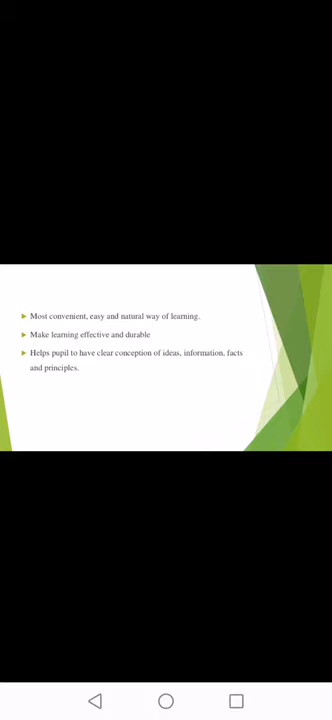 Most convenient, easy and natural way of learning.
Make learning effective and durable
Helps pupil to have clear conception of ideas, information, facts
and principles.